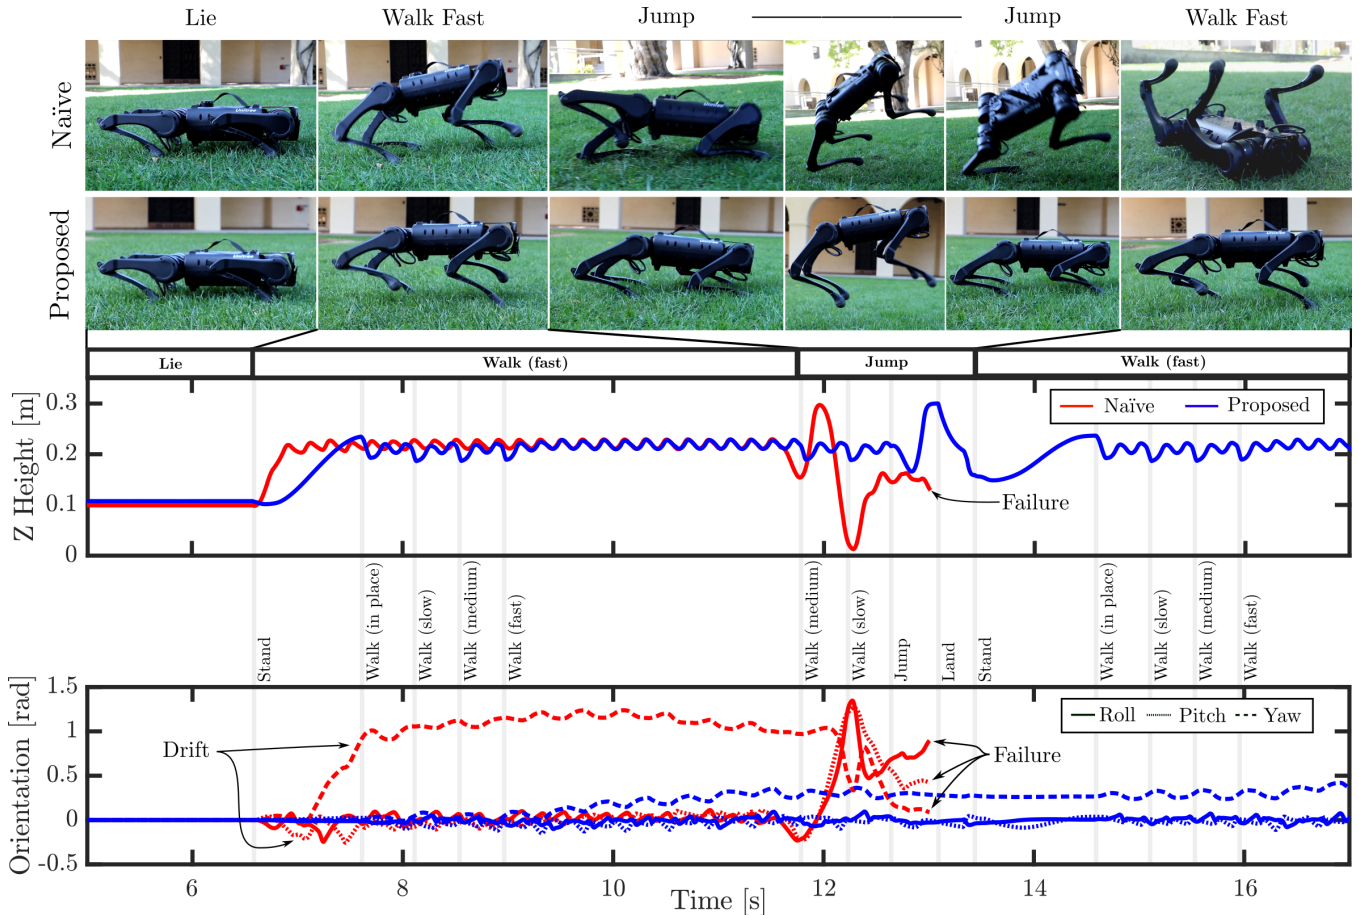 Lie Walk Fast Jump Jump Walk Fast
Naïve
Proposed
Lie Walk (fast) Jump Walk (fast)
Z Height [m]
0.3
0.2
0.1
0
Naïve Proposed
Failure
Stand
Walk (in place)
Walk (slow)
Walk (medium)
Walk (fast)
Walk (medium)
Walk (slow)
Jump
Land
Stand
Walk (in place)
Walk (slow)
Walk (medium)
Walk (fast)
Orientation [rad]
1.5
1
0.5
0
-0.5
Roll Pitch Yaw
Drift
Failure
6 8 10 12 14 16
Time [s]